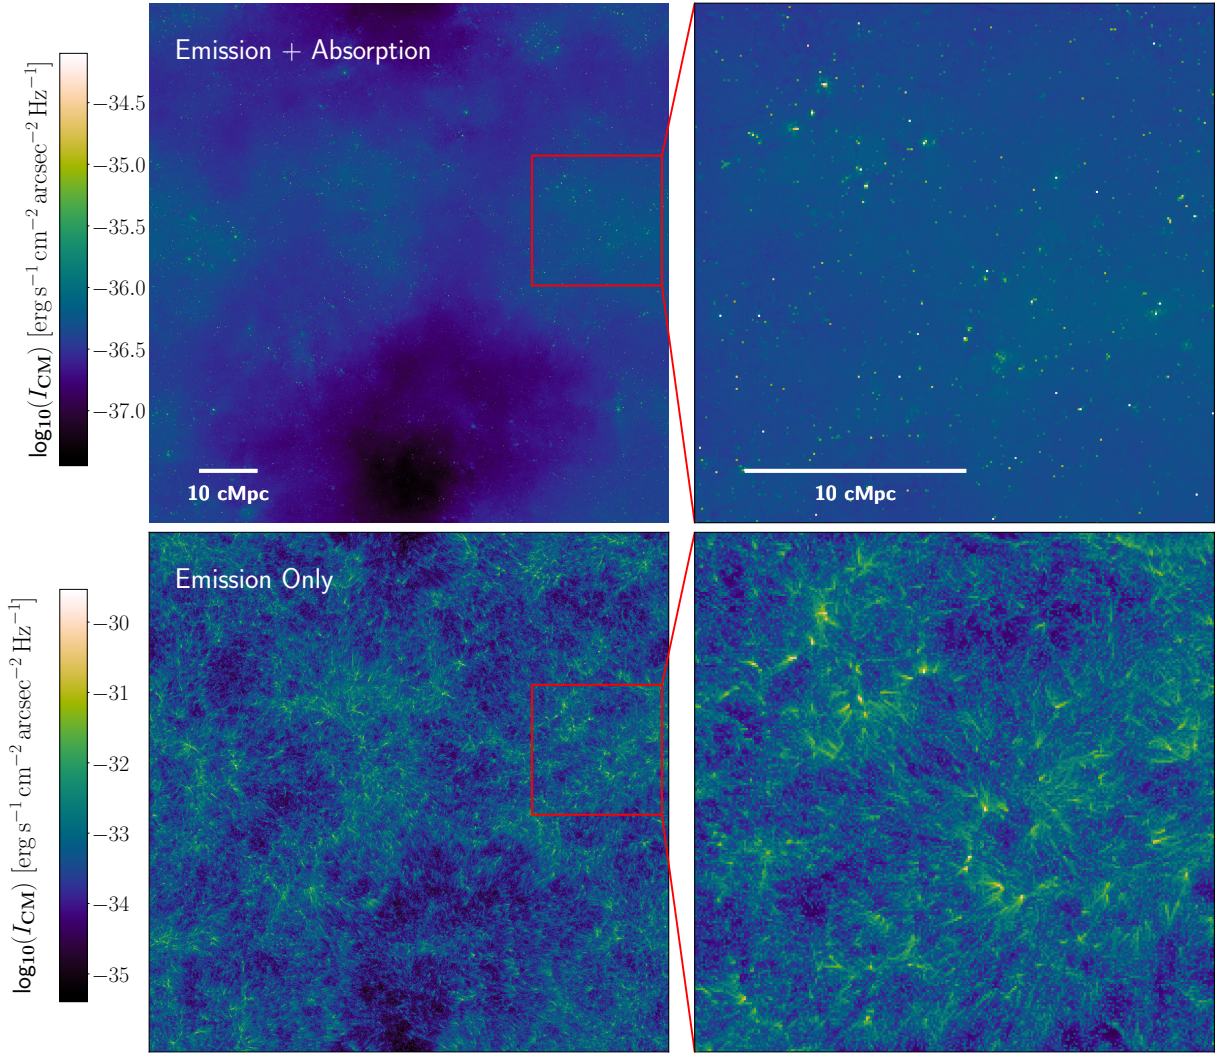 Emission + Absorption
log₁₀(I_CM) [erg s⁻¹ cm⁻² arcsec⁻² Hz⁻¹]
−34.5
−35.0
−35.5
−36.0
−36.5
−37.0
10 cMpc
10 cMpc
Emission Only
log₁₀(I_CM) [erg s⁻¹ cm⁻² arcsec⁻² Hz⁻¹]
−30
−31
−32
−33
−34
−35